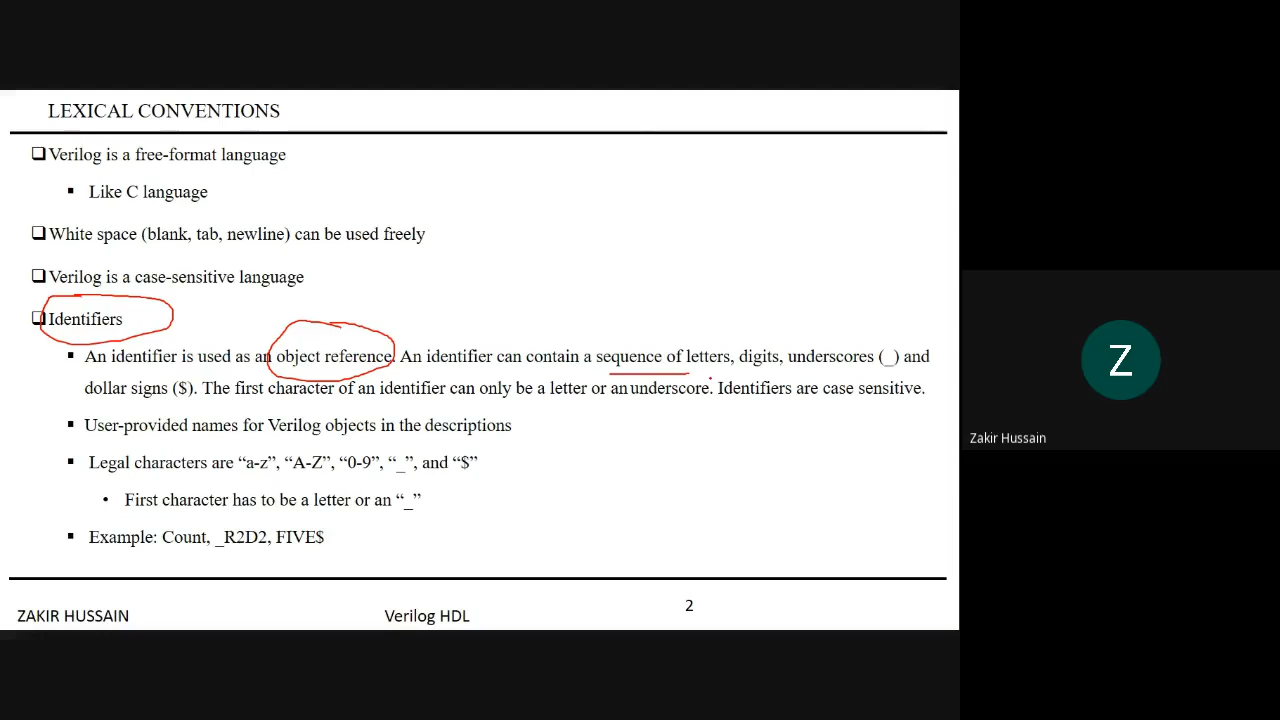 LEXICAL CONVENTIONS
❑Verilog is a free-format language
▪ Like C language
❑White space (blank, tab, newline) can be used freely
❑Verilog is a case-sensitive language
❑Identifiers
▪ An identifier is used as an object reference. An identifier can contain a sequence of letters, digits, underscores (_) and
dollar signs ($). The first character of an identifier can only be a letter or an underscore. Identifiers are case sensitive.
▪ User-provided names for Verilog objects in the descriptions
▪ Legal characters are “a-z”, “A-Z”, “0-9”, “_”, and “$”
• First character has to be a letter or an “_”
▪ Example: Count, _R2D2, FIVE$
ZAKIR HUSSAIN Verilog HDL 2
Z
Zakir Hussain